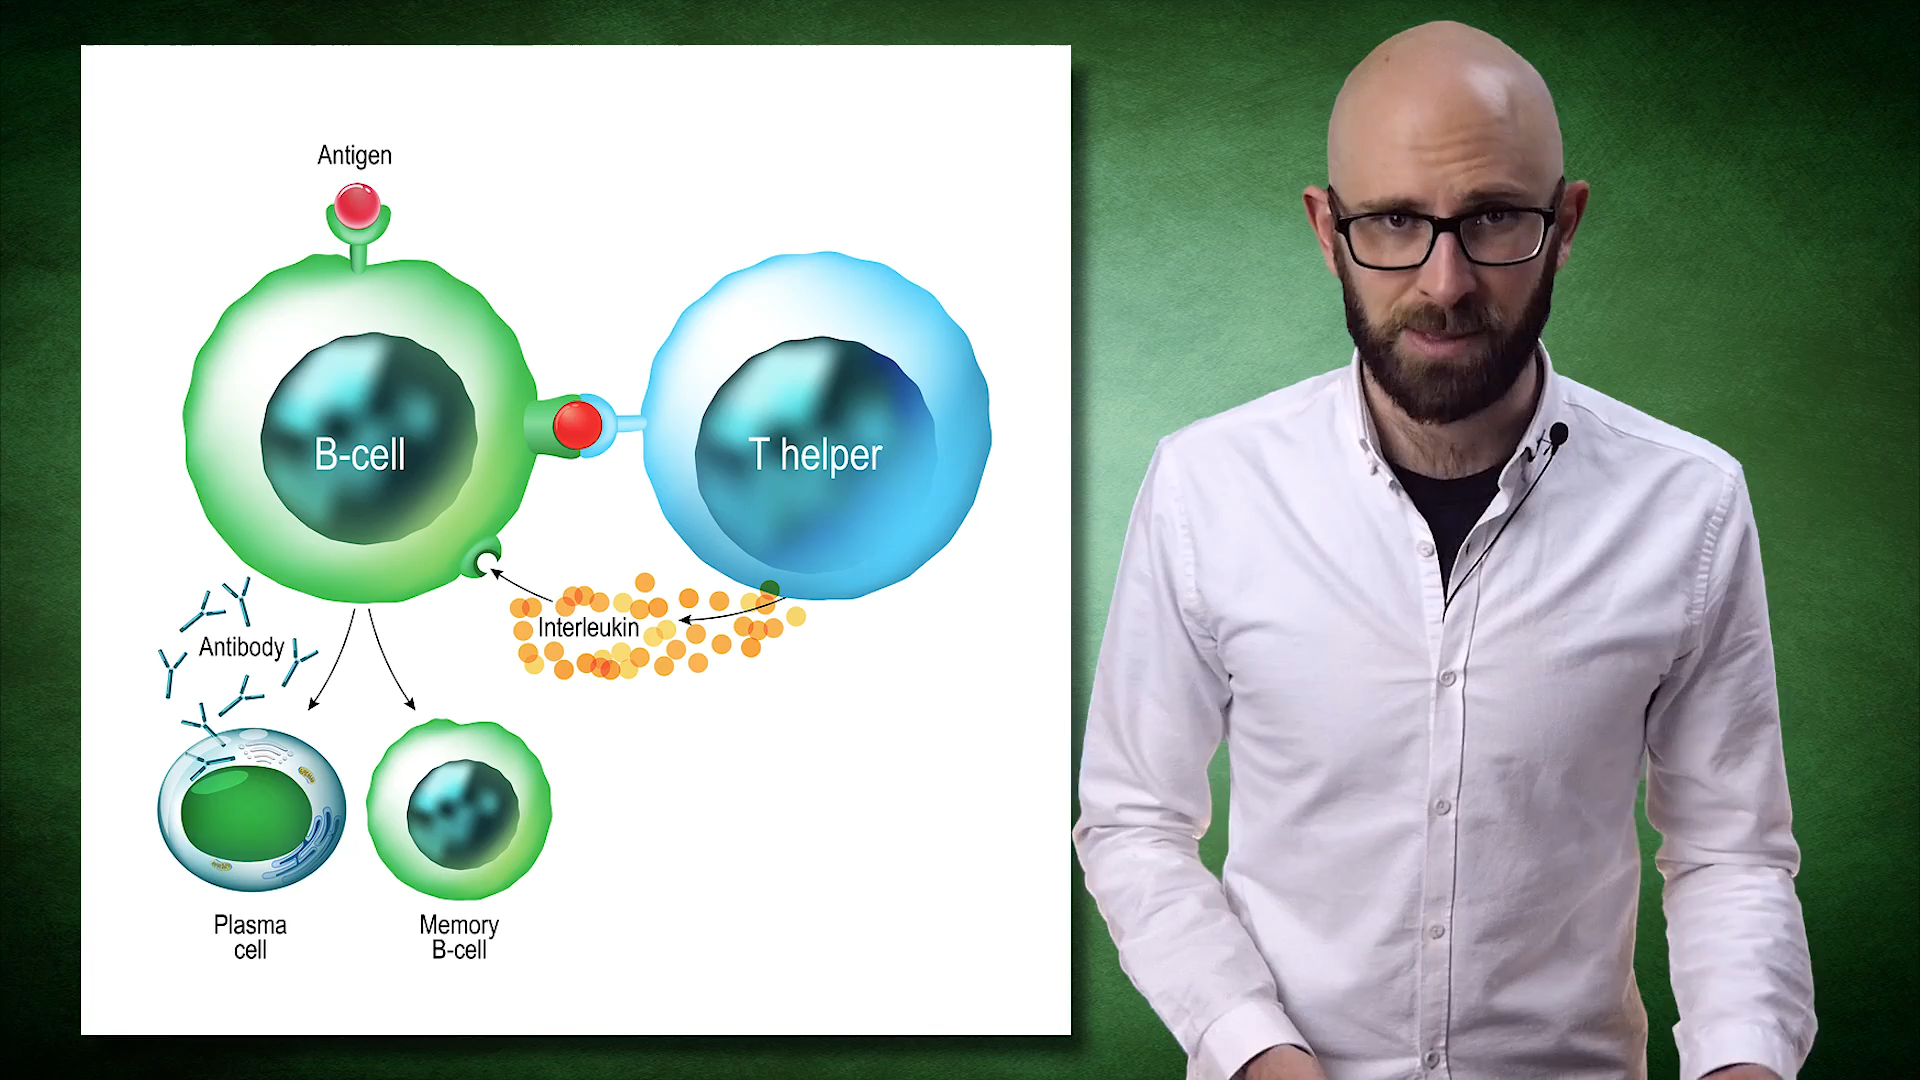 Antigen
B-cell
T helper
Interleukin
Antibody
Plasma
cell
Memory
B-cell